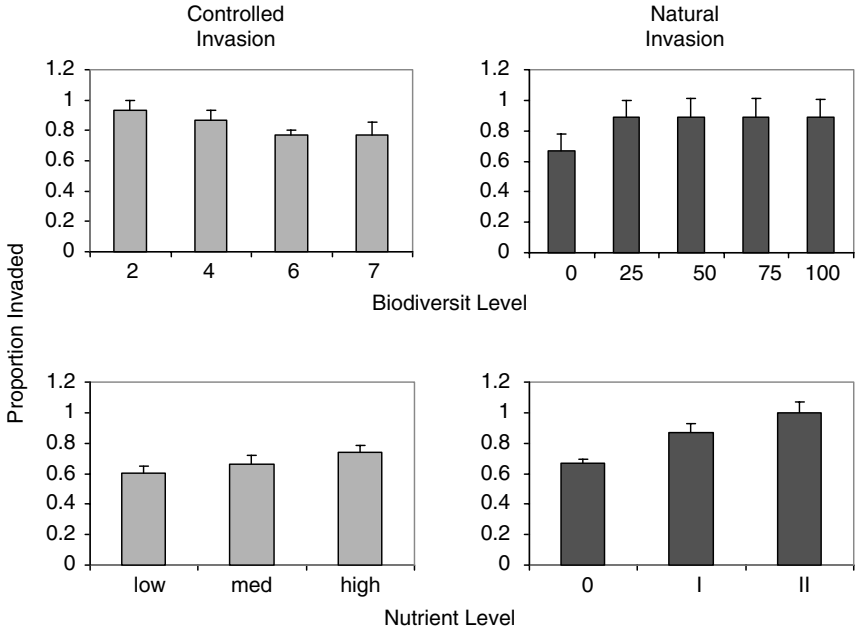 Controlled
Invasion
Natural
Invasion
Proportion Invaded
1.2
1
0.8
0.6
0.4
0.2
0
2 4 6 7
1.2
1
0.8
0.6
0.4
0.2
0
0 25 50 75 100
Biodiversit Level
1.2
1
0.8
0.6
0.4
0.2
0
low med high
1.2
1
0.8
0.6
0.4
0.2
0
0 I II
Nutrient Level